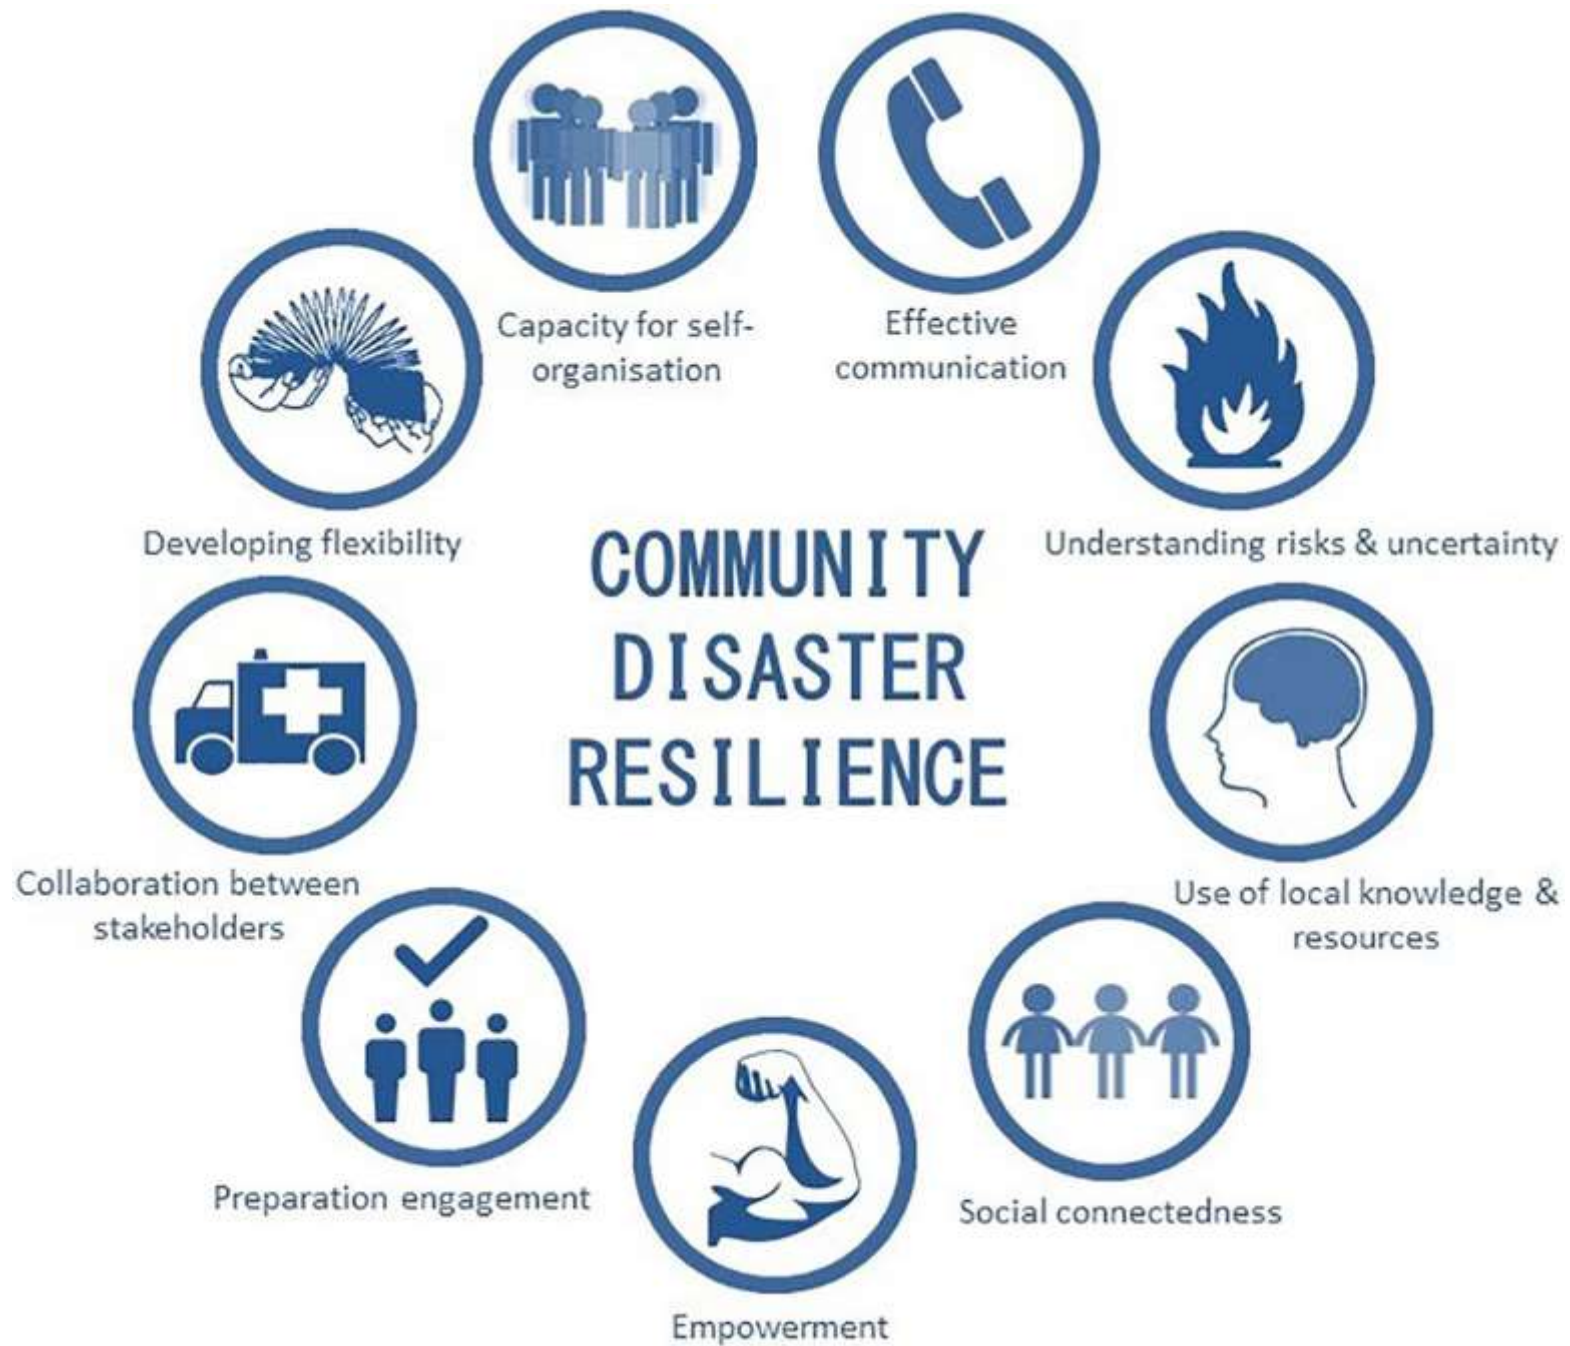 Capacity for self-
organisation
Effective
communication
Developing flexibility
COMMUNITY
DISASTER
RESILIENCE
Understanding risks & uncertainty
Collaboration between
stakeholders
Use of local knowledge &
resources
Preparation engagement
Social connectedness
Empowerment